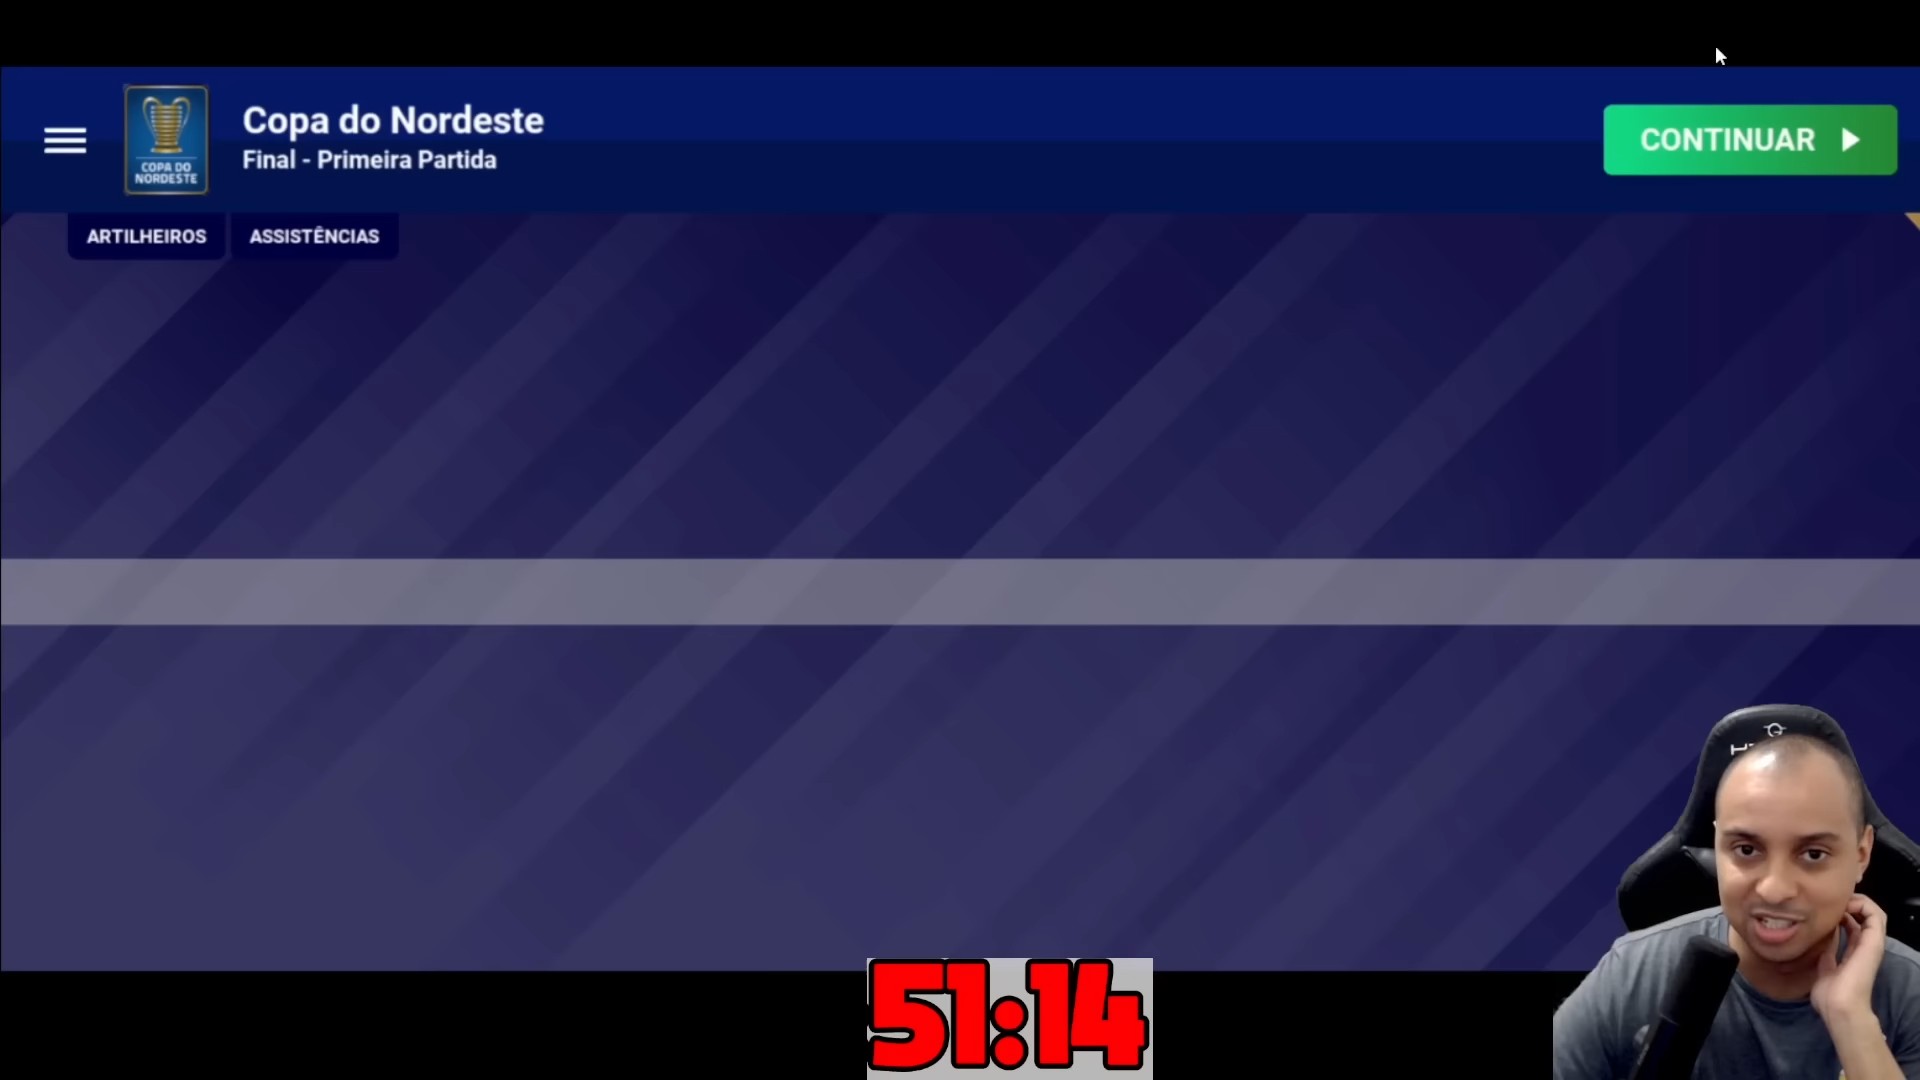 Copa do Nordeste
Final - Primeira Partida
COPA DO
NORDESTE
CONTINUAR
ARTILHEIROS
ASSISTÊNCIAS
51:14